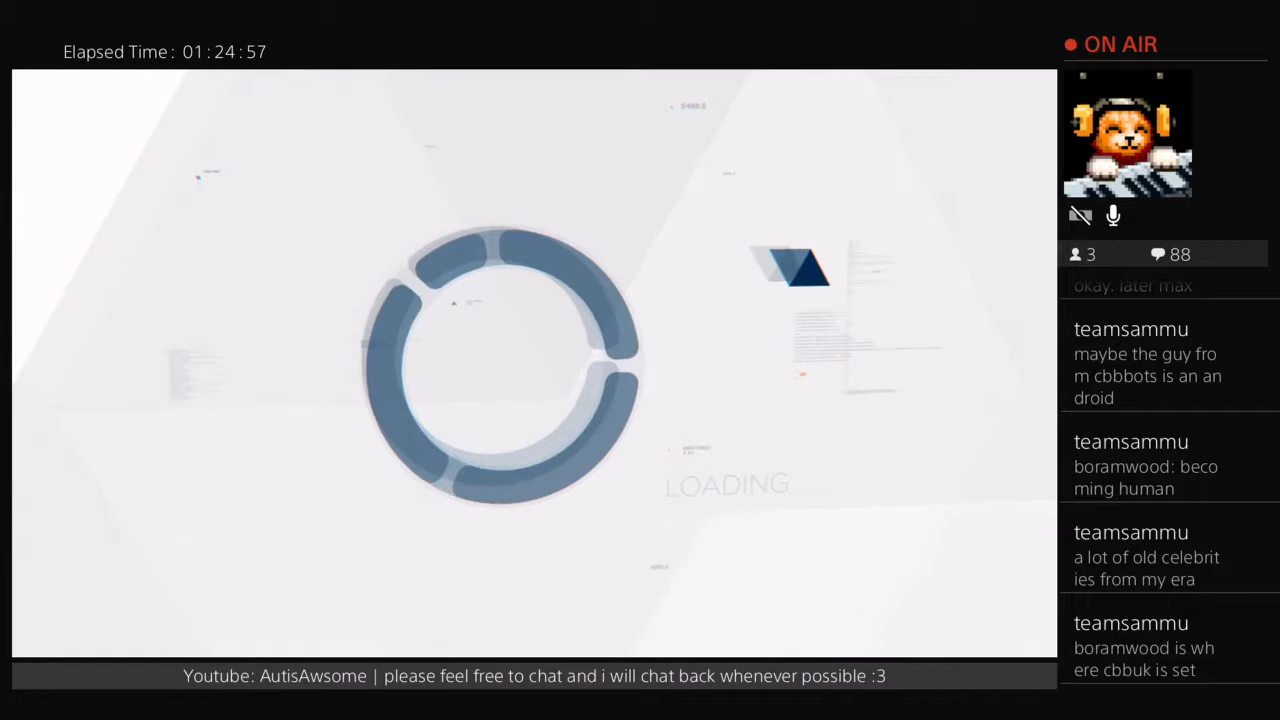 Elapsed Time: 01:24:57
ON AIR
3
88
okay. later max
teamsammu
maybe the guy fro
m cbbbots is an an
droid
teamsammu
boramwood: beco
ming human
teamsammu
a lot of old celebrit
ies from my era
teamsammu
boramwood is wh
ere cbbuk is set
LOADING
Youtube: AutisAwsome | please feel free to chat and i will chat back whenever possible :3